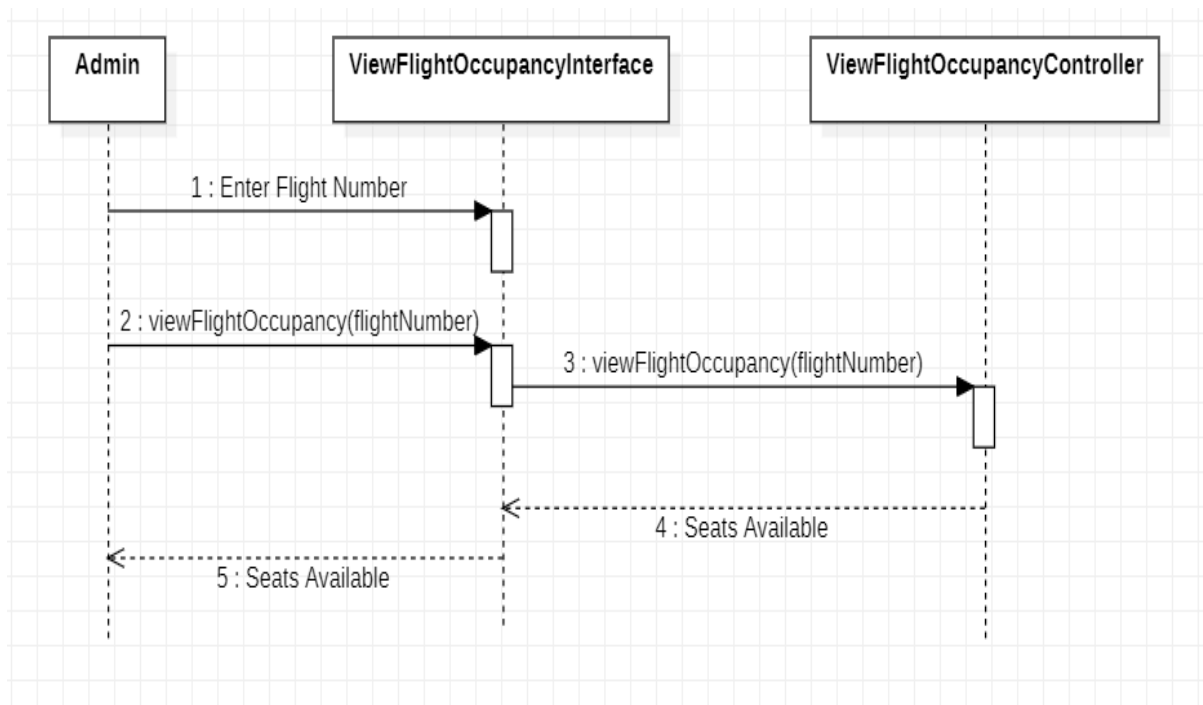 Admin
ViewFlightOccupancyInterface
ViewFlightOccupancyController
1 : Enter Flight Number
2 : viewFlightOccupancy(flightNumber)
3 : viewFlightOccupancy(flightNumber)
4 : Seats Available
5 : Seats Available